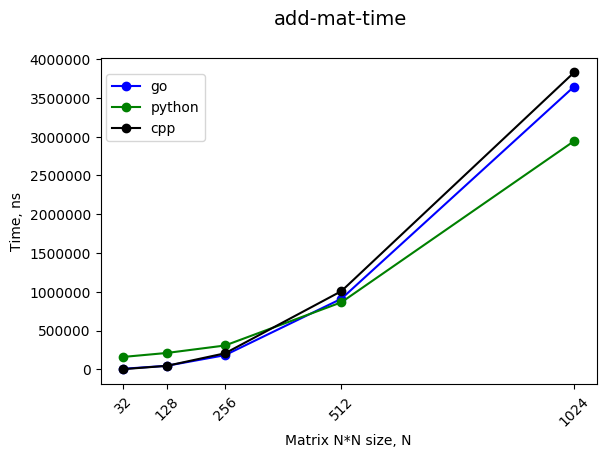 add-mat-time
4000000
3500000
3000000
2500000
2000000
1500000
1000000
500000
0
Time, ns
go
python
cpp
32
128
256
512
1024
Matrix N*N size, N